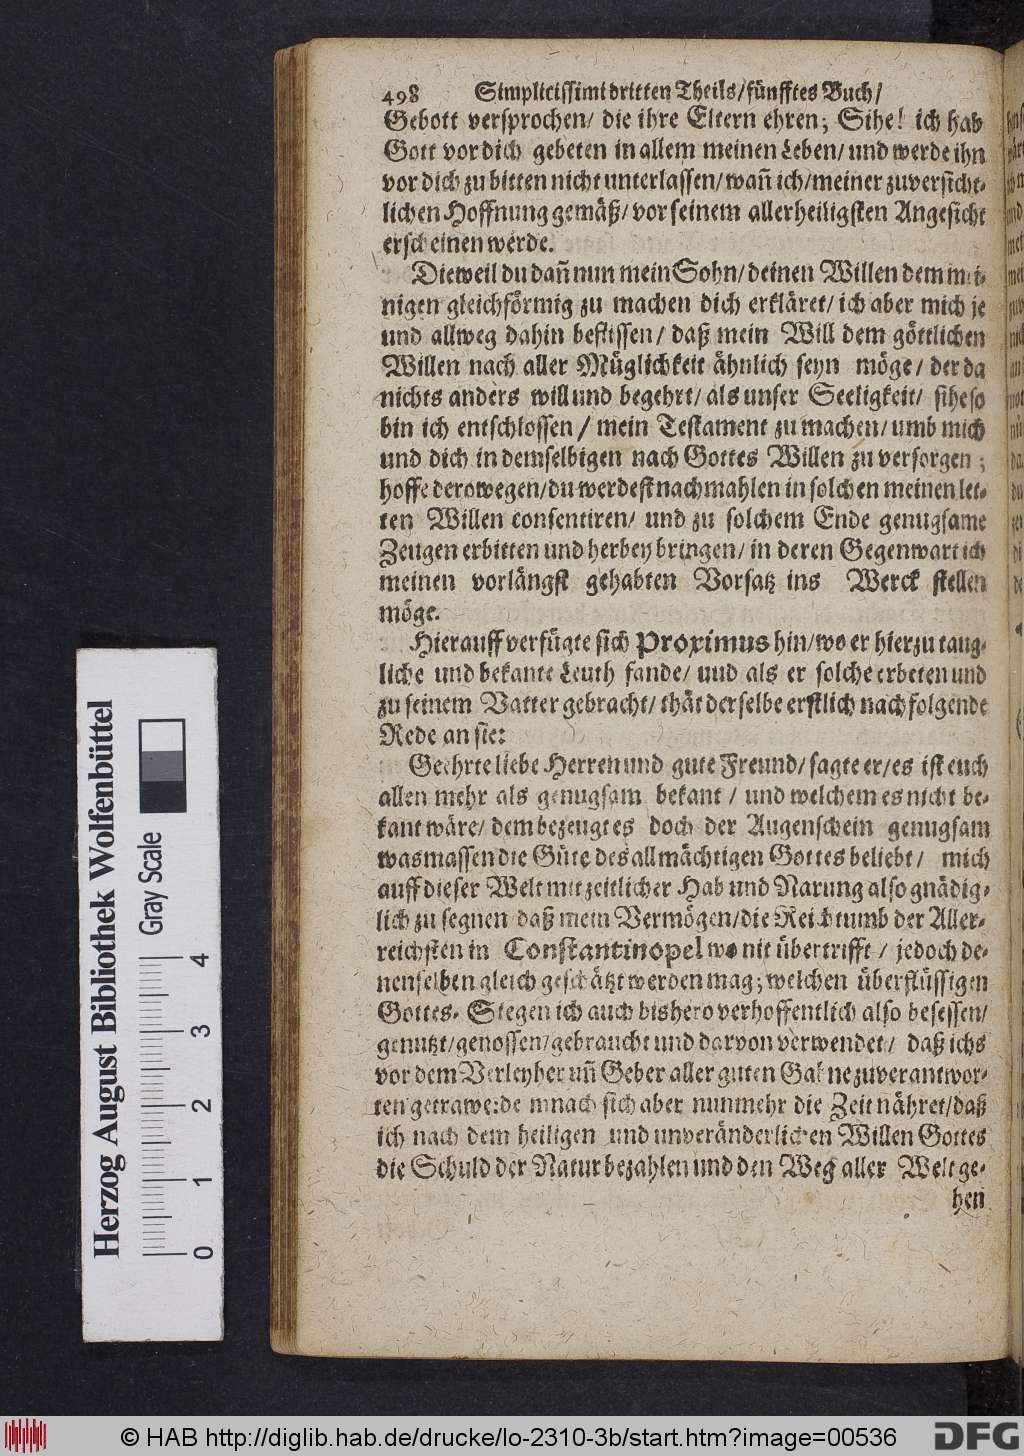 498 Simplicissimi dritten Theils/fünfftes Buch/
Gebott versprochen/ die ihre Eltern ehren; Sihe! ich hab
Gott vor dich gebeten in allem meinen Leben/ und werde ihn
vor dich zu bitten nicht unterlassen/ wañ ich/ meiner zuversicht-
lichen Hoffnung gemäß/ vor seinem allerheiligsten Angesicht
erscheinen werde.
Dieweil du dañ nun mein Sohn/ deinen Willen dem mei-
nigen gleichförmig zu machen dich erkläret/ ich aber mich je
und allweg dahin beflissen/ daß mein Will dem göttlichen
Willen nach aller Müglichkeit ähnlich seyn möge/ der da
nichts anders will und begehrt/ als unser Seeligkeit/ sihe so
bin ich entschlossen/ mein Testament zu machen/ umb mich
und dich in demselbigen nach Gottes Willen zu versorgen;
hoffe derowegen/ du werdest nachmahlen in solchen meinen let-
ten Willen consentiren/ und zu solchem Ende genugsame
Zeugen erbitten und herbey bringen/ in deren Gegenwart ich
meinen vorlängst gehabten Vorsatz ins Werck stellen
möge.
Hierauff verfügte sich Proximus hin/ wo er hierzu taug-
liche und bekante Leuth fande/ uud als er solche erbeten und
zu seinem Vatter gebracht/ thät derselbe erstlich nachfolgende
Rede an sie:
Geehrte liebe Herren und gute Freund/ sagte er/ es ist euch
allen mehr als genugsam bekant/ und welchem es nicht be-
kant wäre/ dem bezeugt es doch der Augenschein genugsam
was massen die Güte des allmächtigen Gottes beliebt/ mich
auff dieser Welt mit zeitlicher Hab und Narung also gnädig-
lich zu segnen daß mein Vermögen/ die Reichtumb der Aller-
reichsten in Constantinopel wo nit übertrifft/ jedoch de-
nenselben gleich geschätzt werden mag; welchen überflüssigen
Gottes-Segen ich auch bishero verhoffentlich also besessen/
genutzt/ genossen/ gebraucht und darvon verwendet/ daß ichs
vor dem Verleyher uñ Geber aller guten Gabne zuverantwor-
ten getrawe: de mnach sich aber nunmehr die Zeit nähret/ daß
ich nach dem heiligen und unveränderlichen Willen Gottes
die Schuld der Natur bezahlen und den Weg aller Welt ge-
hen
Herzog August Bibliothek Wolfenbüttel
Gray Scale
0 1 2 3 4
© HAB http://diglib.hab.de/drucke/lo-2310-3b/start.htm?image=00536
DFG